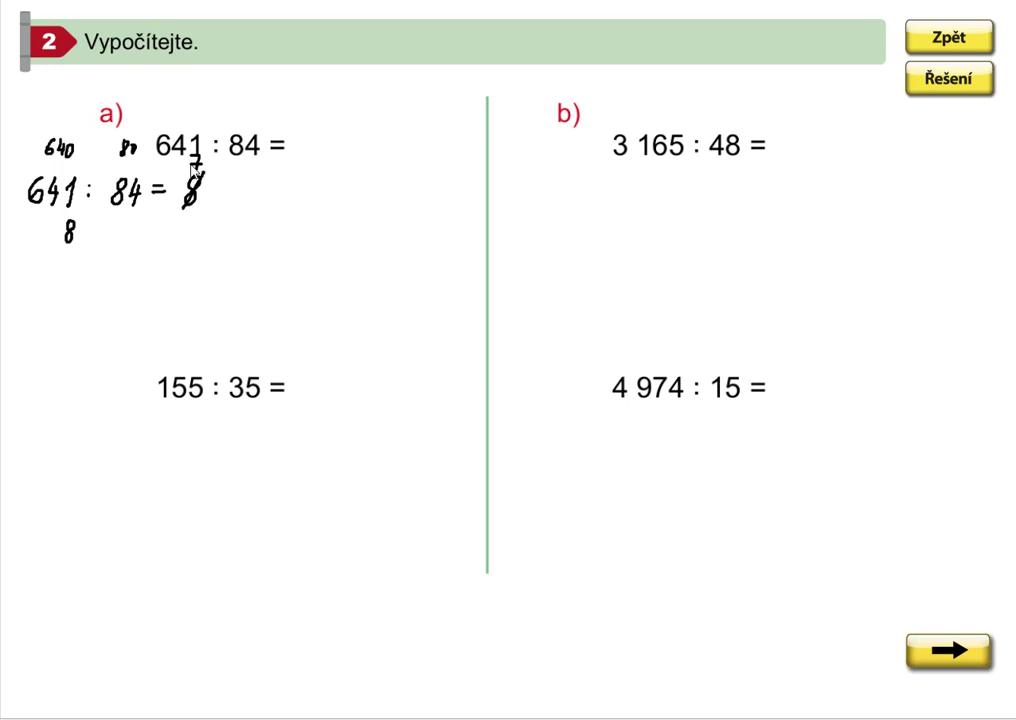 2 Vypočítejte.
Zpět
Řešení
a)
640 80 641 : 84 =
7
641 : 84 = 8
8
155 : 35 =
b)
3 165 : 48 =
4 974 : 15 =